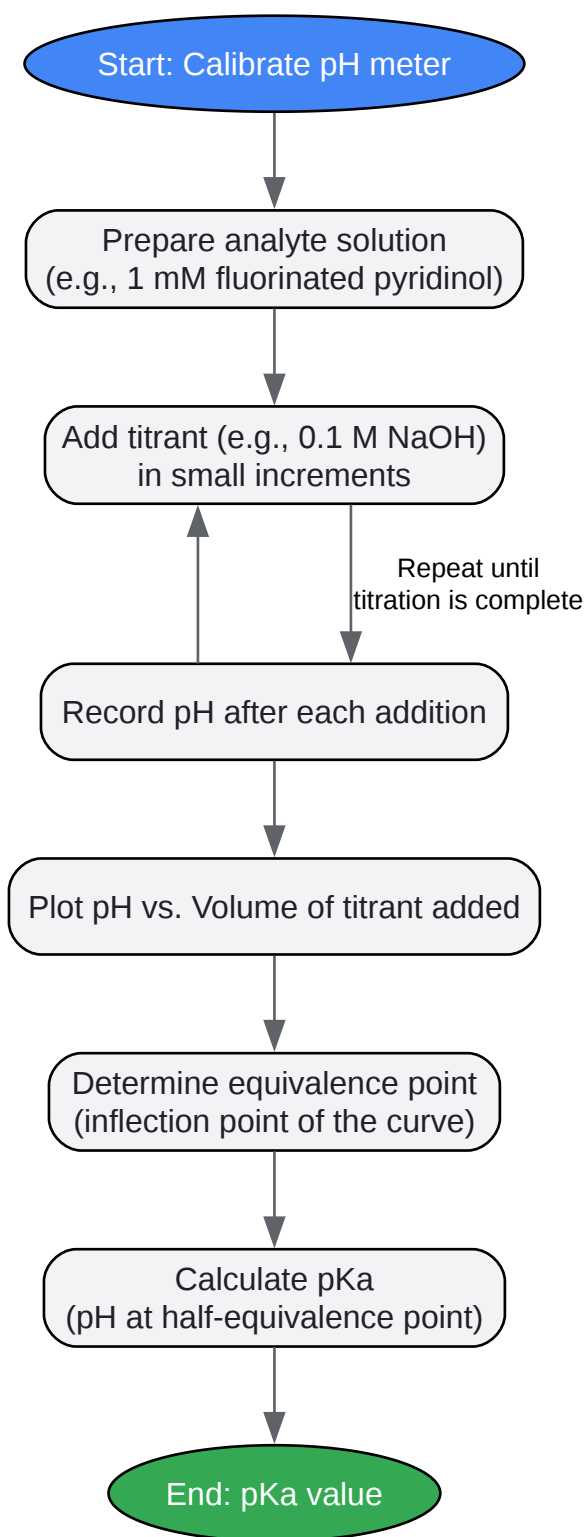 Start: Calibrate pH meter
Prepare analyte solution
(e.g., 1 mM fluorinated pyridinol)
Add titrant (e.g., 0.1 M NaOH)
in small increments
Repeat until
titration is complete
Record pH after each addition
Plot pH vs. Volume of titrant added
Determine equivalence point
(inflection point of the curve)
Calculate pKa
(pH at half-equivalence point)
End: pKa value